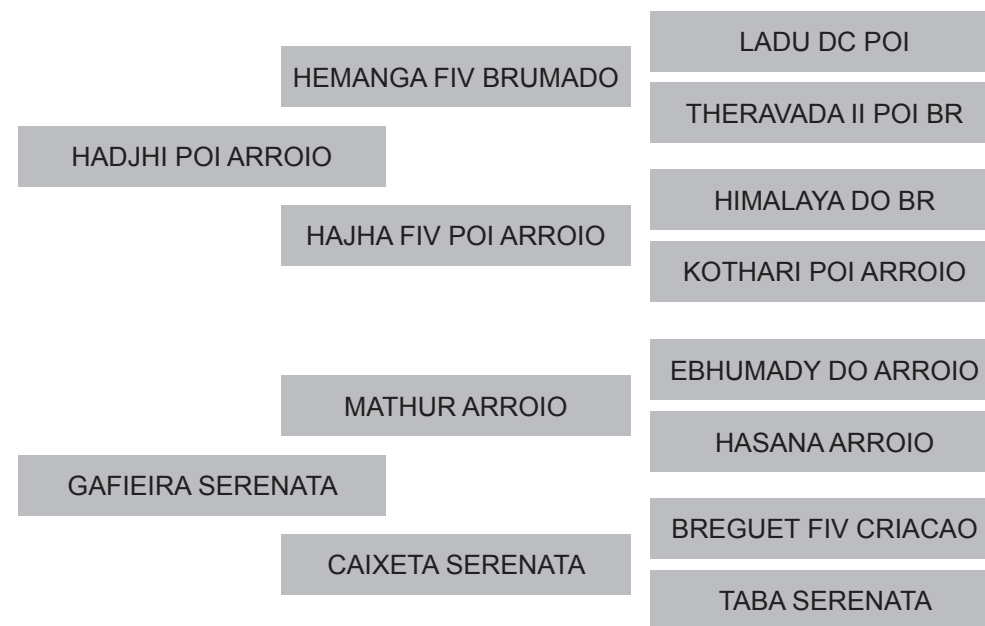 LADU DC POI
HEMANGA FIV BRUMADO
THERAVADA II POI BR
HADJHI POI ARROIO
HIMALAYA DO BR
HAJHA FIV POI ARROIO
KOTHARI POI ARROIO
EBHUMADY DO ARROIO
MATHUR ARROIO
HASANA ARROIO
GAFIEIRA SERENATA
BREGUET FIV CRIACAO
CAIXETA SERENATA
TABA SERENATA